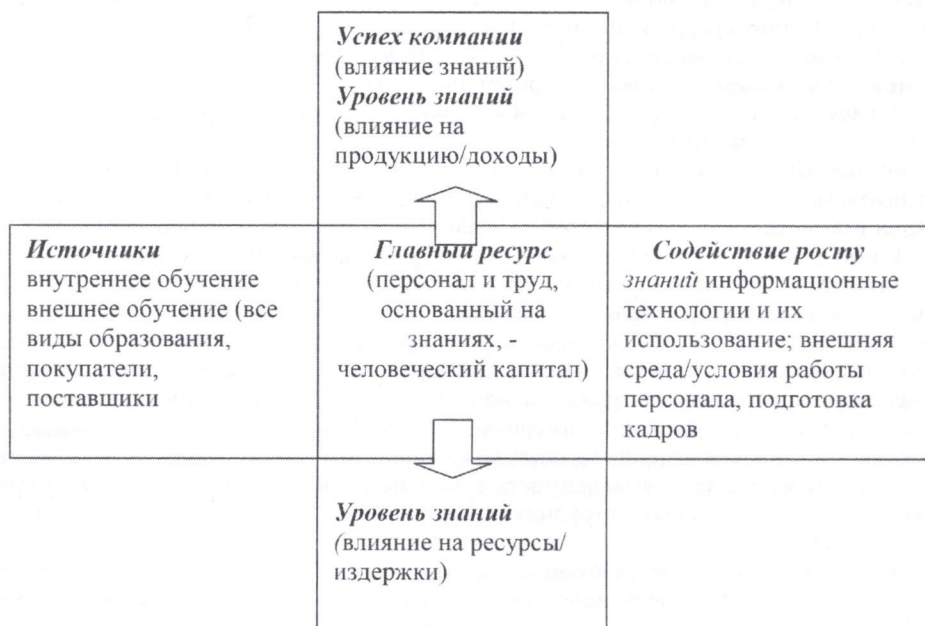 Успех компании
(влияние знаний)
Уровень знаний
(влияние на
продукцию/доходы)
Источники
внутреннее обучение
внешнее обучение (все
виды образования,
покупатели,
поставщики
Главный ресурс
(персонал и труд,
основанный на
знаниях, -
человеческий капитал)
Содействие росту
знаний информационные
технологии и их
использование; внешняя
среда/условия работы
персонала, подготовка
кадров
Уровень знаний
(влияние на ресурсы/
издержки)